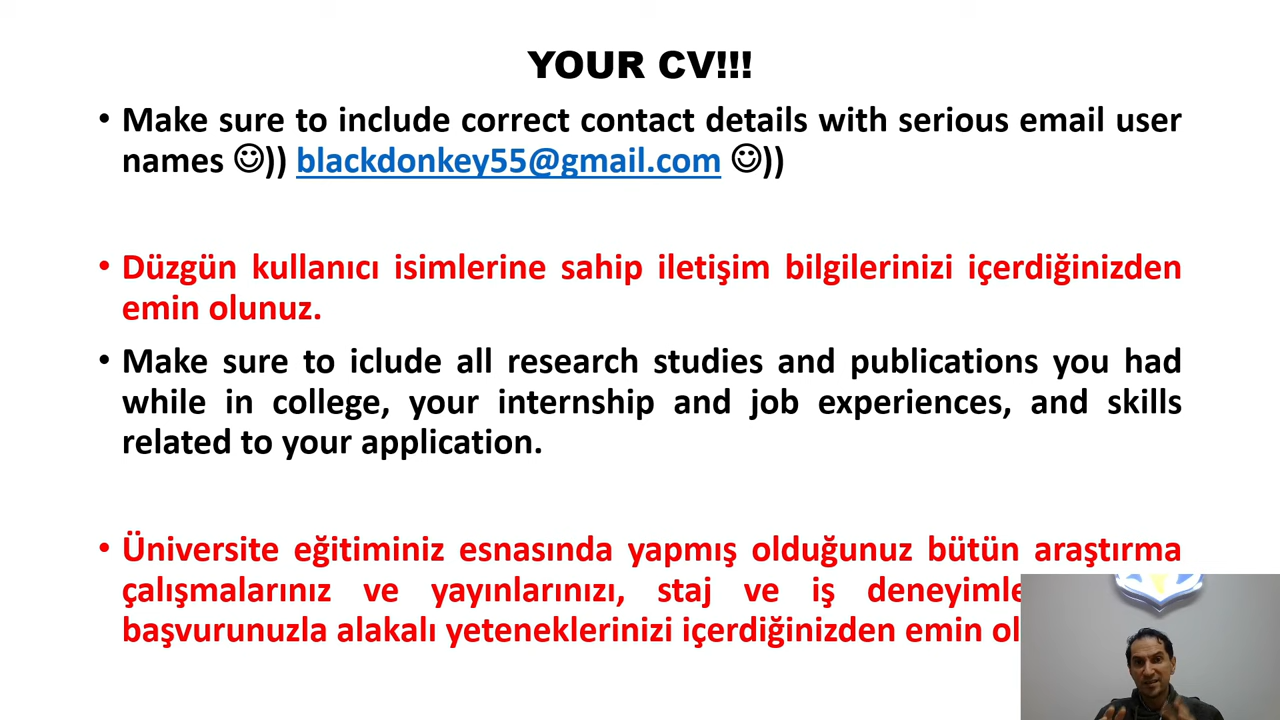 YOUR CV!!!
• Make sure to include correct contact details with serious email user
names ☺)) blackdonkey55@gmail.com ☺))
• Düzgün kullanıcı isimlerine sahip iletişim bilgilerinizi içerdiğinizden
emin olunuz.
• Make sure to iclude all research studies and publications you had
while in college, your internship and job experiences, and skills
related to your application.
• Üniversite eğitiminiz esnasında yapmış olduğunuz bütün araştırma
çalışmalarınız ve yayınlarınızı, staj ve iş
başvurunuzla alakalı yeteneklerinizi içerdiğinizden emin